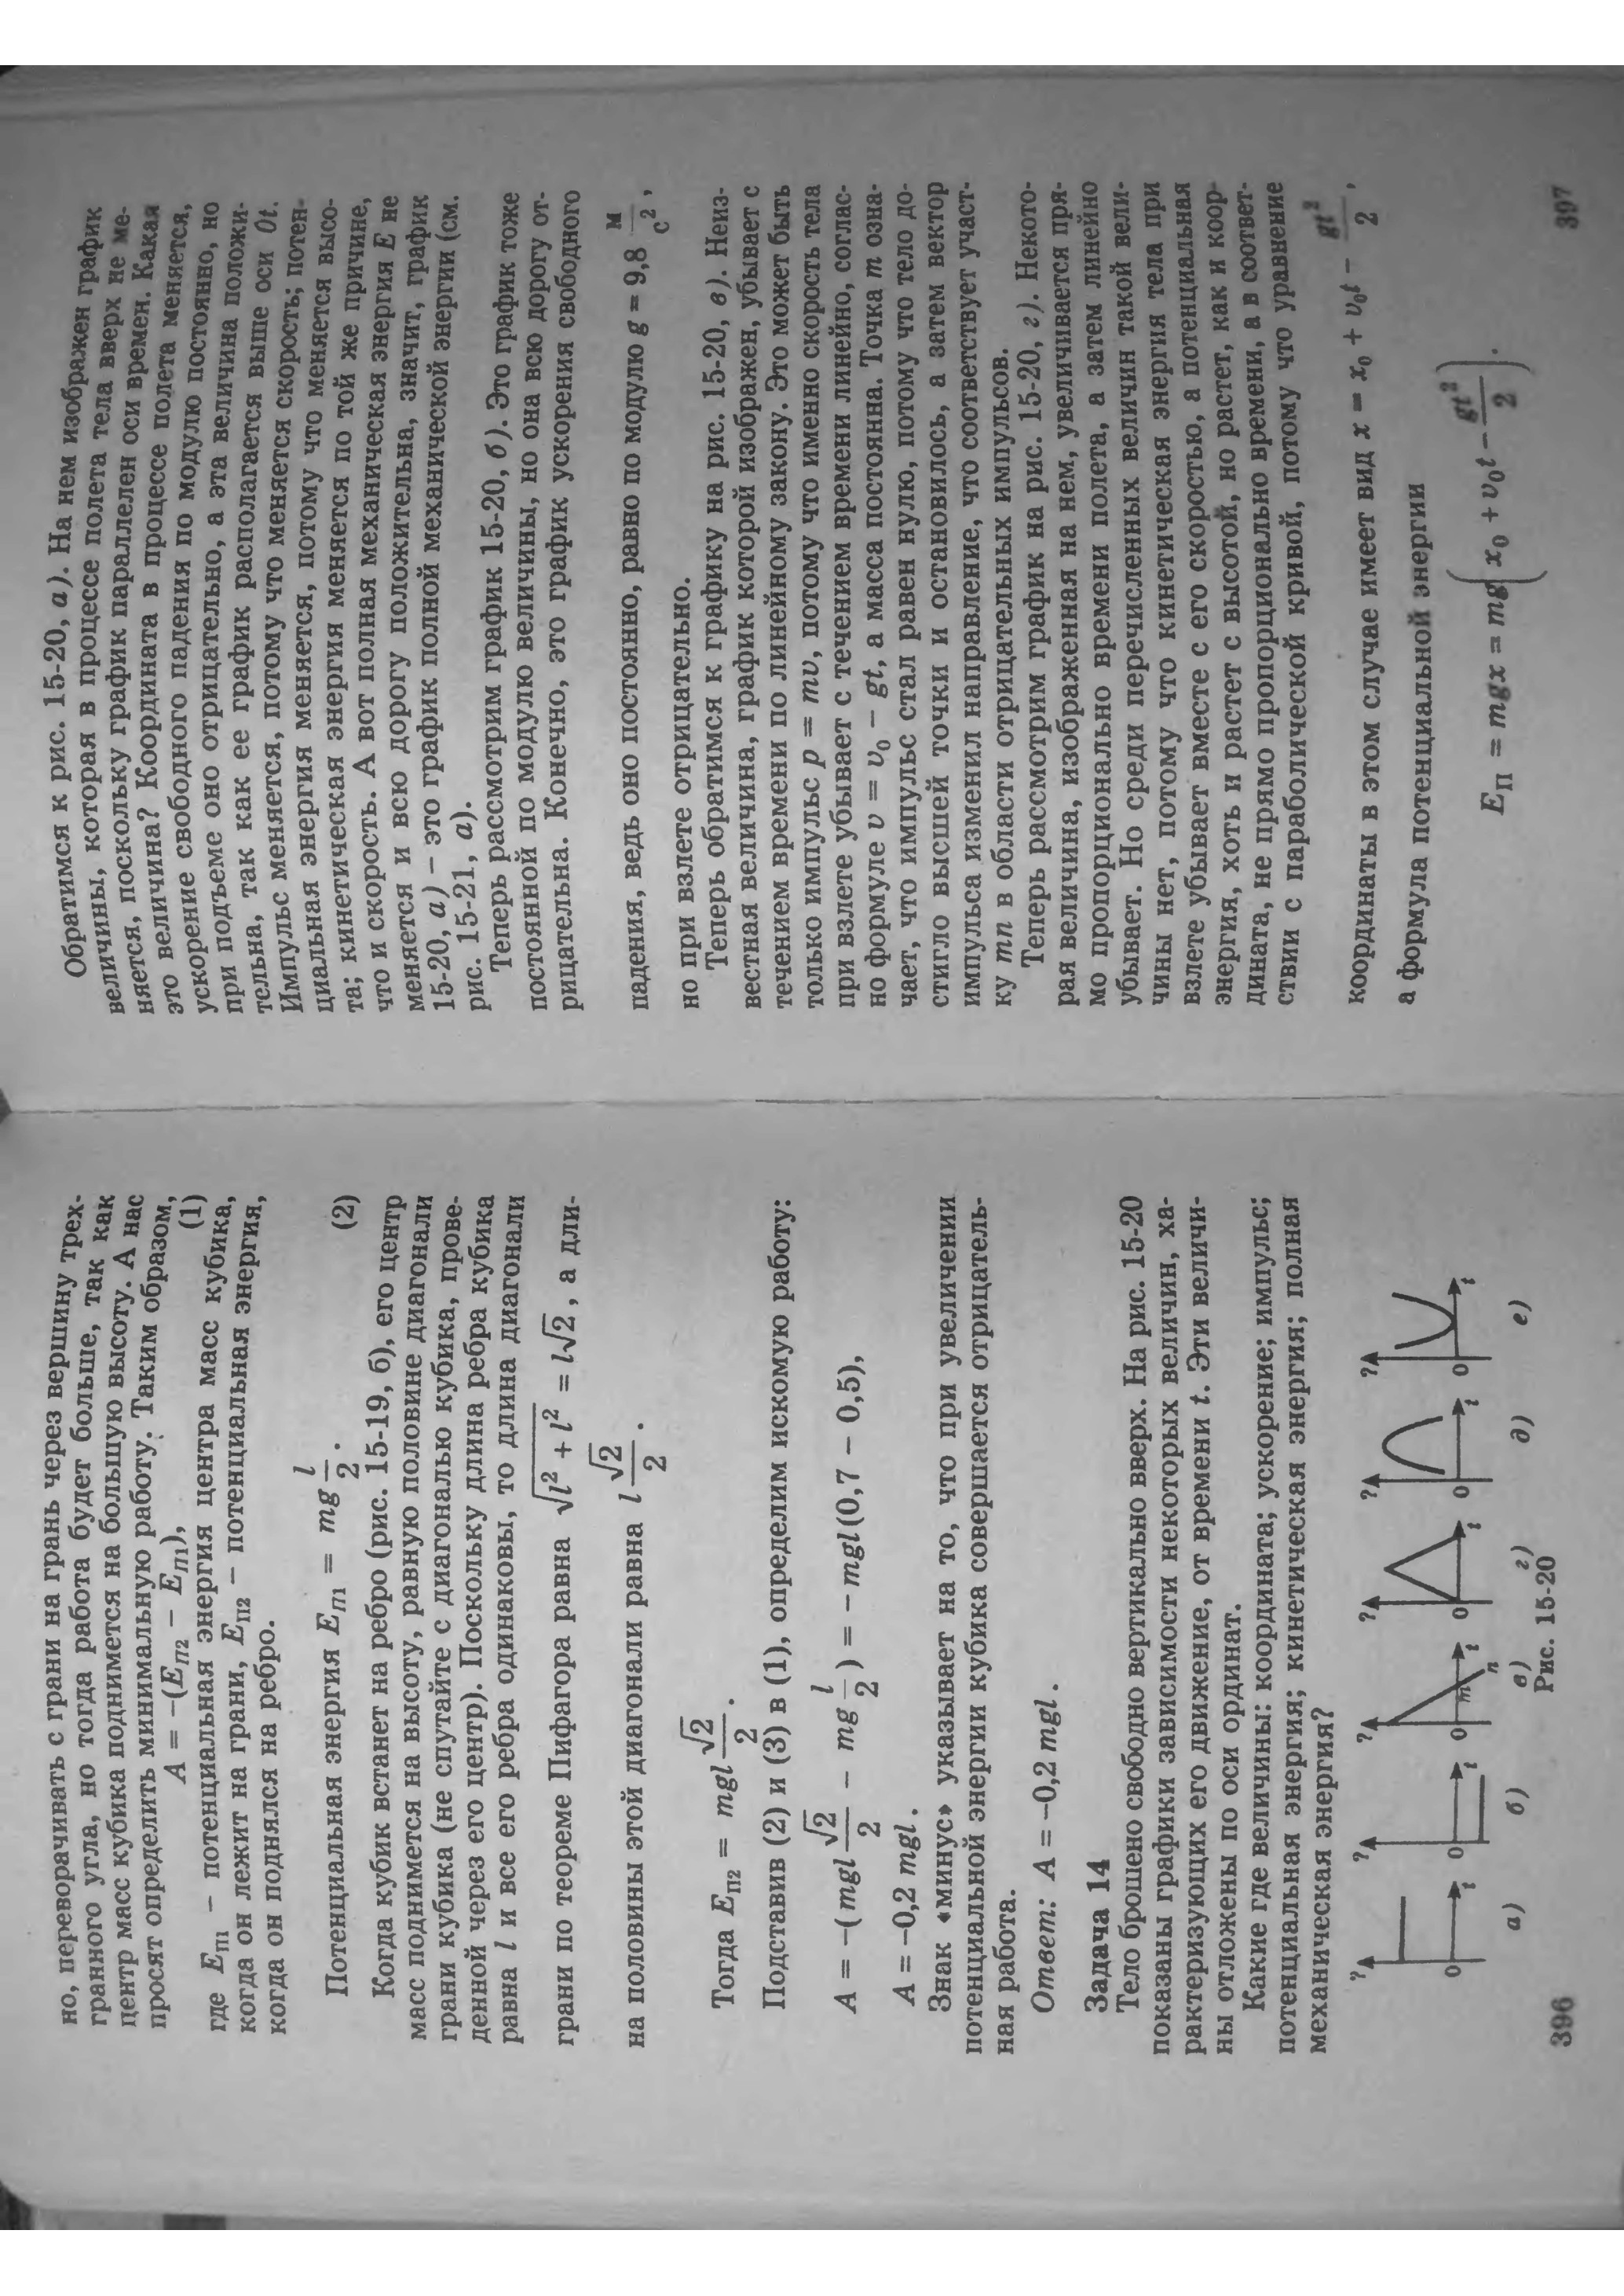 но, переворачивать с грани на грань через вершину трех-
гранного угла, но тогда работа будет больше, так как
центр масс кубика поднимется на большую высоту. А нас
просят определить минимальную работу. Таким образом,
A = −(Eп2 − Eп1), (1)
где Eп1 − потенциальная энергия центра масс кубика,
когда он лежит на грани, Eп2 − потенциальная энергия,
когда он поднялся на ребро.
Потенциальная энергия Eп1 = mg l/2. (2)
Когда кубик встанет на ребро (рис. 15-19, б), его центр
масс поднимется на высоту, равную половине диагонали
грани кубика (не спутайте с диагональю кубика, прове-
денной через его центр). Поскольку длина ребра кубика
равна l и все его ребра одинаковы, то длина диагонали
грани по теореме Пифагора равна √(l² + l²) = l√2, а дли-
на половины этой диагонали равна l √2/2.
Тогда Eп2 = mgl √2/2.
Подставив (2) и (3) в (1), определим искомую работу:
A = −(mgl √2/2 − mg l/2) = − mgl(0,7 − 0,5),
A = −0,2 mgl.
Знак «минус» указывает на то, что при увеличении
потенциальной энергии кубика совершается отрицатель-
ная работа.
Ответ: A = −0,2 mgl.
Задача 14
Тело брошено свободно вертикально вверх. На рис. 15-20
показаны графики зависимости некоторых величин, ха-
рактеризующих его движение, от времени t. Эти величи-
ны отложены по оси ординат.
Какие где величины: координата; ускорение; импульс;
потенциальная энергия; кинетическая энергия; полная
механическая энергия?
? ? ? ? ? ?
0 t 0 t 0 m t n 0 t 0 t 0 t
а) б) в) г) д) е)
Рис. 15-20
396
Обратимся к рис. 15-20, а). На нем изображен график
величины, которая в процессе полета тела вверх не ме-
няется, поскольку график параллелен оси времен. Какая
это величина? Координата в процессе полета меняется,
ускорение свободного падения по модулю постоянно, но
при подъеме оно отрицательно, а эта величина положи-
тельна, так как ее график располагается выше оси 0t.
Импульс меняется, потому что меняется скорость; потен-
циальная энергия меняется, потому что меняется высо-
та; кинетическая энергия меняется по той же причине,
что и скорость. А вот полная механическая энергия E не
меняется и всю дорогу положительна, значит, график
15-20, а) − это график полной механической энергии (см.
рис. 15-21, а).
Теперь рассмотрим график 15-20, б). Это график тоже
постоянной по модулю величины, но она всю дорогу от-
рицательна. Конечно, это график ускорения свободного
падения, ведь оно постоянно, равно по модулю g = 9,8 м/с²,
но при взлете отрицательно.
Теперь обратимся к графику на рис. 15-20, в). Неиз-
вестная величина, график которой изображен, убывает с
течением времени по линейному закону. Это может быть
только импульс p = mv, потому что именно скорость тела
при взлете убывает с течением времени линейно, соглас-
но формуле v = v₀ − gt, а масса постоянна. Точка m озна-
чает, что импульс стал равен нулю, потому что тело до-
стигло высшей точки и остановилось, а затем вектор
импульса изменил направление, что соответствует участ-
ку mn в области отрицательных импульсов.
Теперь рассмотрим график на рис. 15-20, г). Некото-
рая величина, изображенная на нем, увеличивается пря-
мо пропорционально времени полета, а затем линейно
убывает. Но среди перечисленных величин такой вели-
чины нет, потому что кинетическая энергия тела при
взлете убывает вместе с его скоростью, а потенциальная
энергия, хоть и растет с высотой, но растет, как и коор-
дината, не прямо пропорционально времени, а в соответ-
ствии с параболической кривой, потому что уравнение
координаты в этом случае имеет вид x = x₀ + v₀t − gt²/2,
а формула потенциальной энергии
Eп = mgx = mg(x₀ + v₀t − gt²/2).
397